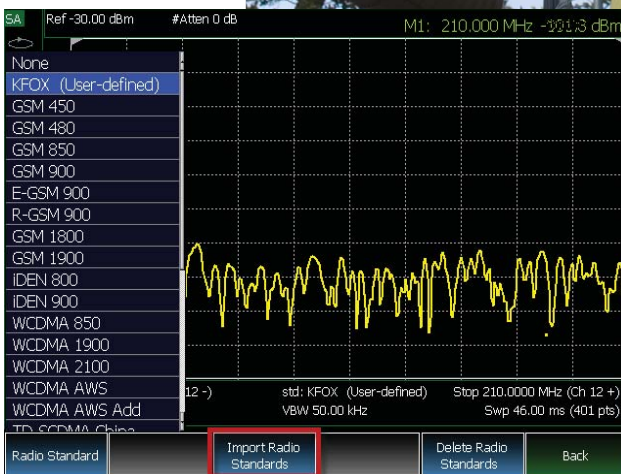 SA Ref -30.00 dBm #Atten 0 dB M1: 210.000 MHz dBm
None
KFOX (User-defined)
GSM 450
GSM 480
GSM 850
GSM 900
E-GSM 900
R-GSM 900
GSM 1800
GSM 1900
iDEN 800
iDEN 900
WCDMA 850
WCDMA 1900
WCDMA 2100
WCDMA AWS
WCDMA AWS Add
TD-SCDMA China
12 -) std: KFOX (User-defined) Stop 210.0000 MHz (Ch 12 +)
VBW 50.00 kHz Swp 46.00 ms (401 pts)
Radio Standard
Import Radio
Standards
Delete Radio
Standards
Back